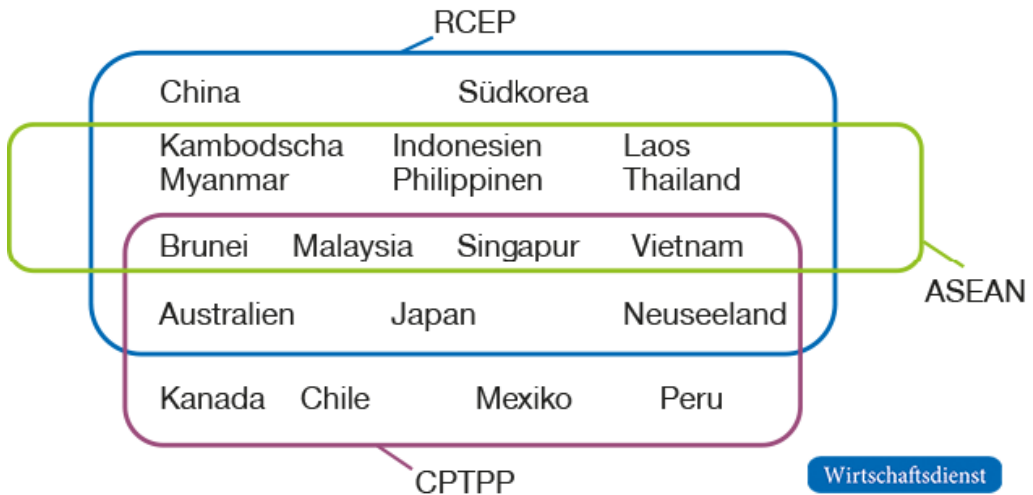 RCEP
China Südkorea
Kambodscha Indonesien Laos
Myanmar Philippinen Thailand
Brunei Malaysia Singapur Vietnam
ASEAN
Australien Japan Neuseeland
Kanada Chile Mexiko Peru
CPTPP
Wirtschaftsdienst